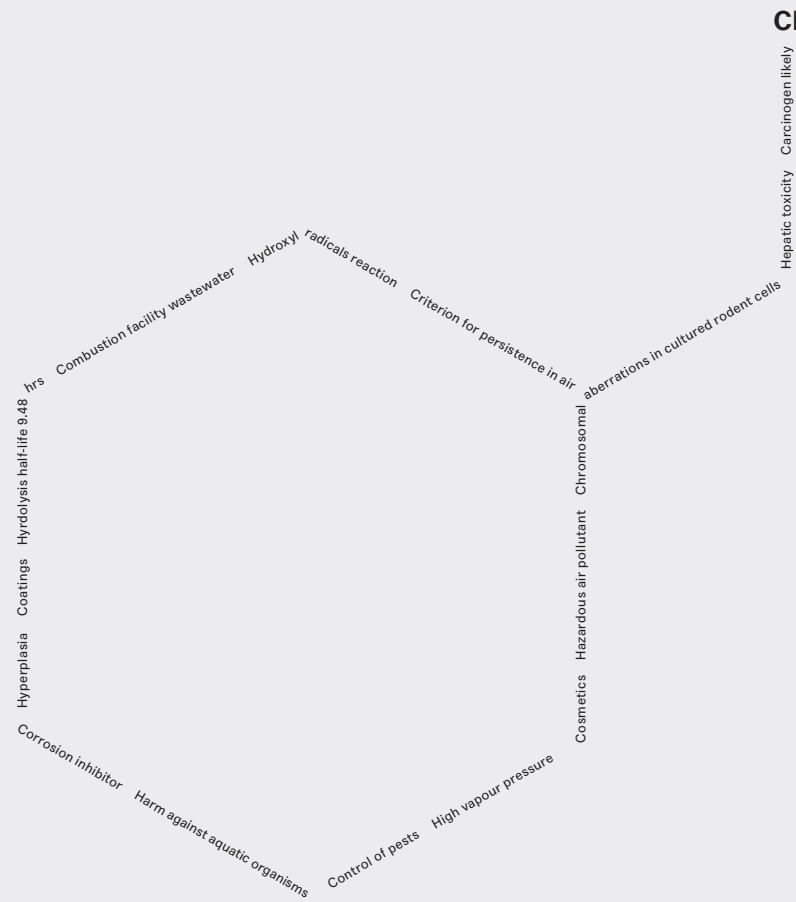 Cl
Carcinogen likely
Hepatic toxicity
aberrations in cultured rodent cells
Chromosomal
Hazardous air pollutant
Cosmetics
High vapour pressure
Control of pests
Harm against aquatic organisms
Corrosion inhibitor
Hyperplasia
Coatings
Hyrdolysis half-life 9.48
hrs
Combustion facility wastewater
Hydroxyl
radicals reaction
Criterion for persistence in air